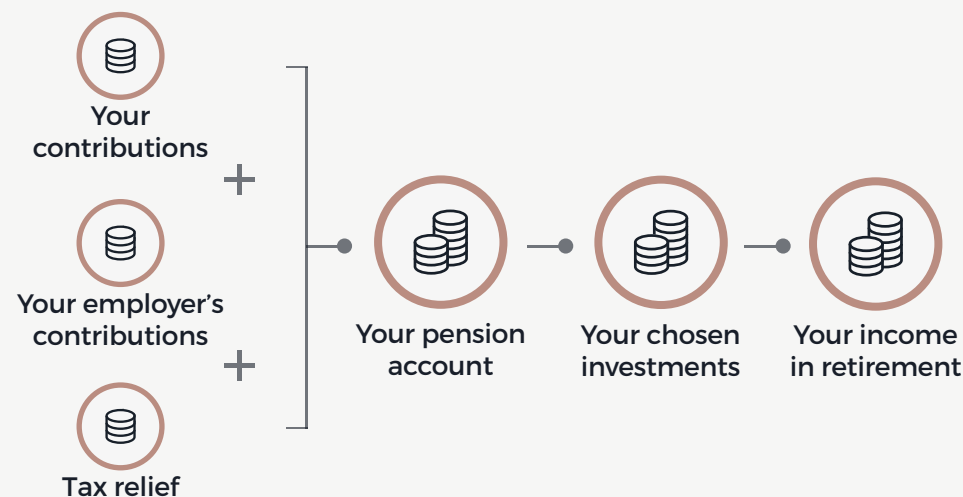 Your
contributions
+
Your employer’s
contributions
+
Tax relief
Your pension
account
Your chosen
investments
Your income
in retirement